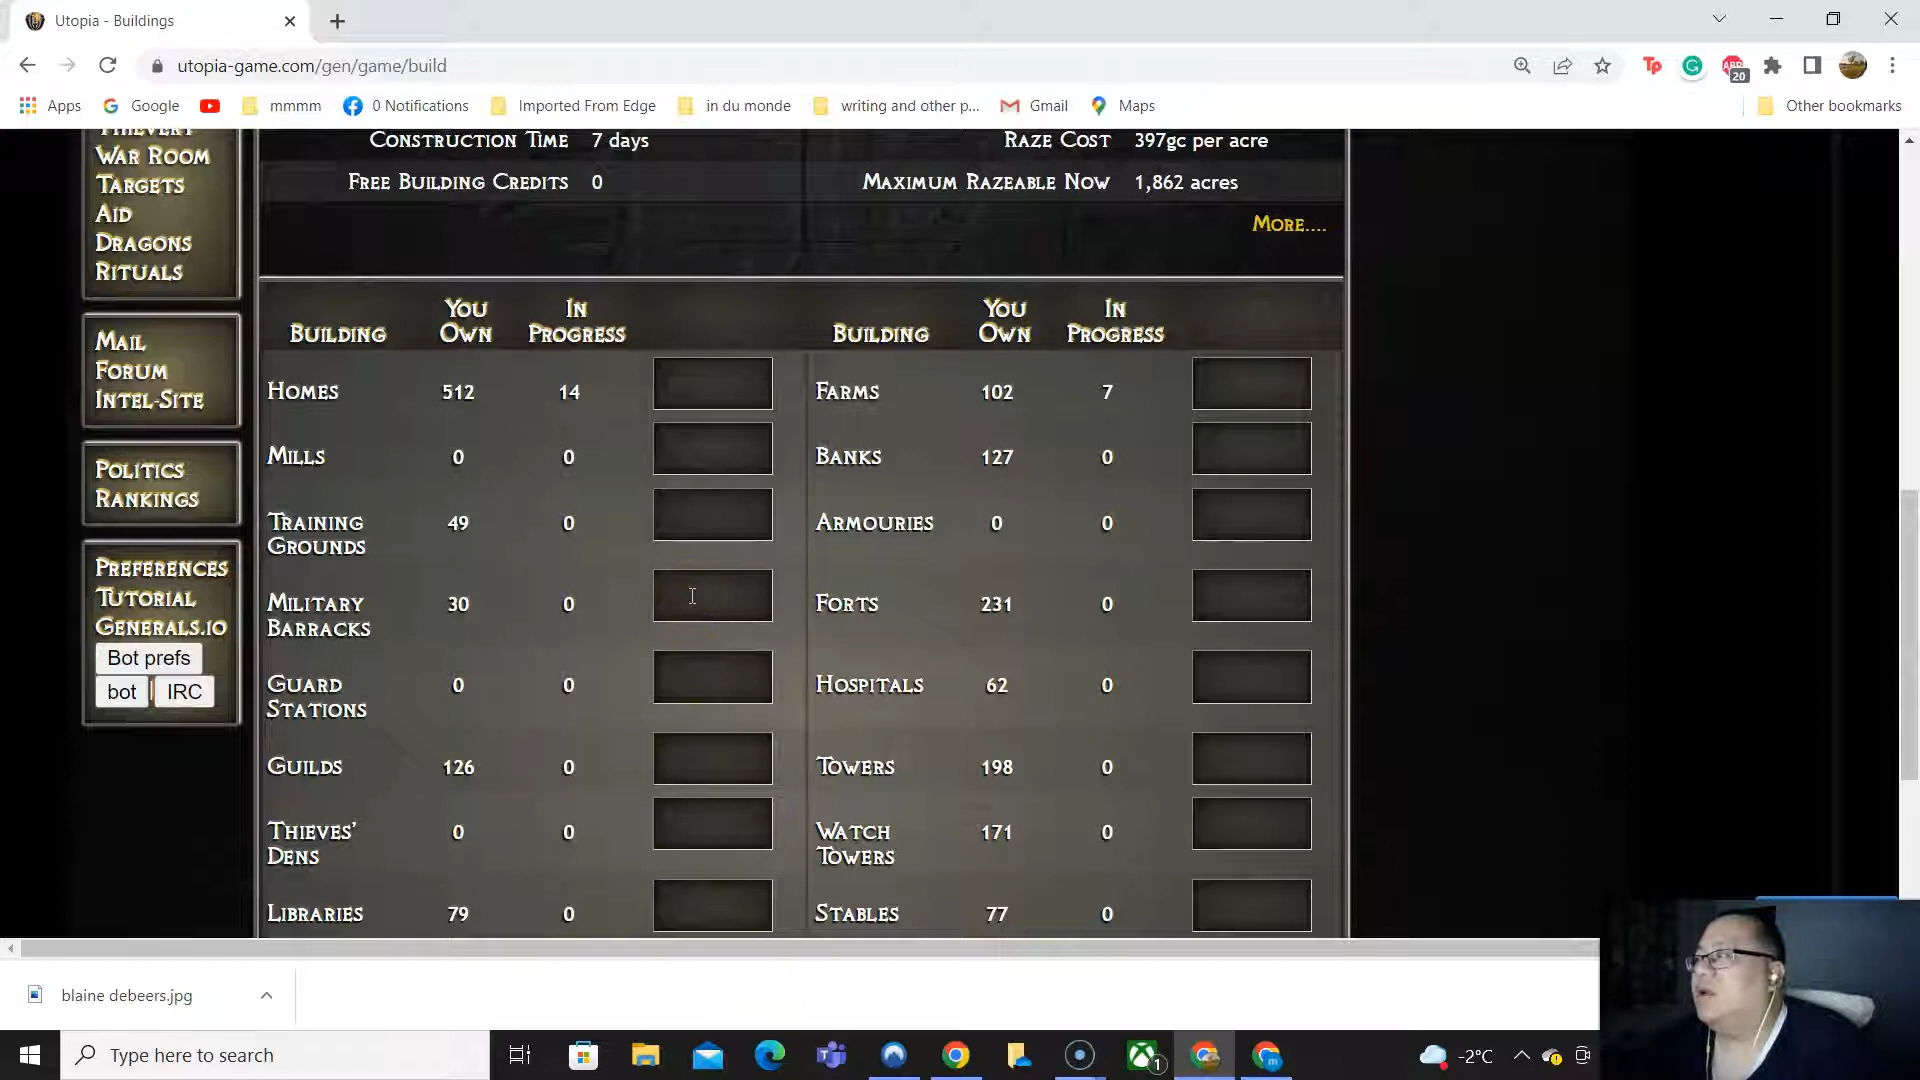 Utopia - Buildings
utopia-game.com/gen/game/build
20
Apps
Google
mmmm
0 Notifications
Imported From Edge
in du monde
writing and other p...
Gmail
Maps
Other bookmarks
Thievery
War Room
Targets
Aid
Dragons
Rituals
Mail
Forum
Intel-Site
Politics
Rankings
Preferences
Tutorial
Generals.io
Bot prefs
bot | IRC
Construction Time 7 days Raze Cost 397gc per acre
Free Building Credits 0 Maximum Razeable Now 1,862 acres
More....
Building You Own In Progress Building You Own In Progress
Homes 512 14 Farms 102 7
Mills 0 0 Banks 127 0
Training Grounds 49 0 Armouries 0 0
Military Barracks 30 0 Forts 231 0
Guard Stations 0 0 Hospitals 62 0
Guilds 126 0 Towers 198 0
Thieves' Dens 0 0 Watch Towers 171 0
Libraries 79 0 Stables 77 0
blaine debeers.jpg
Type here to search
1
-2°C